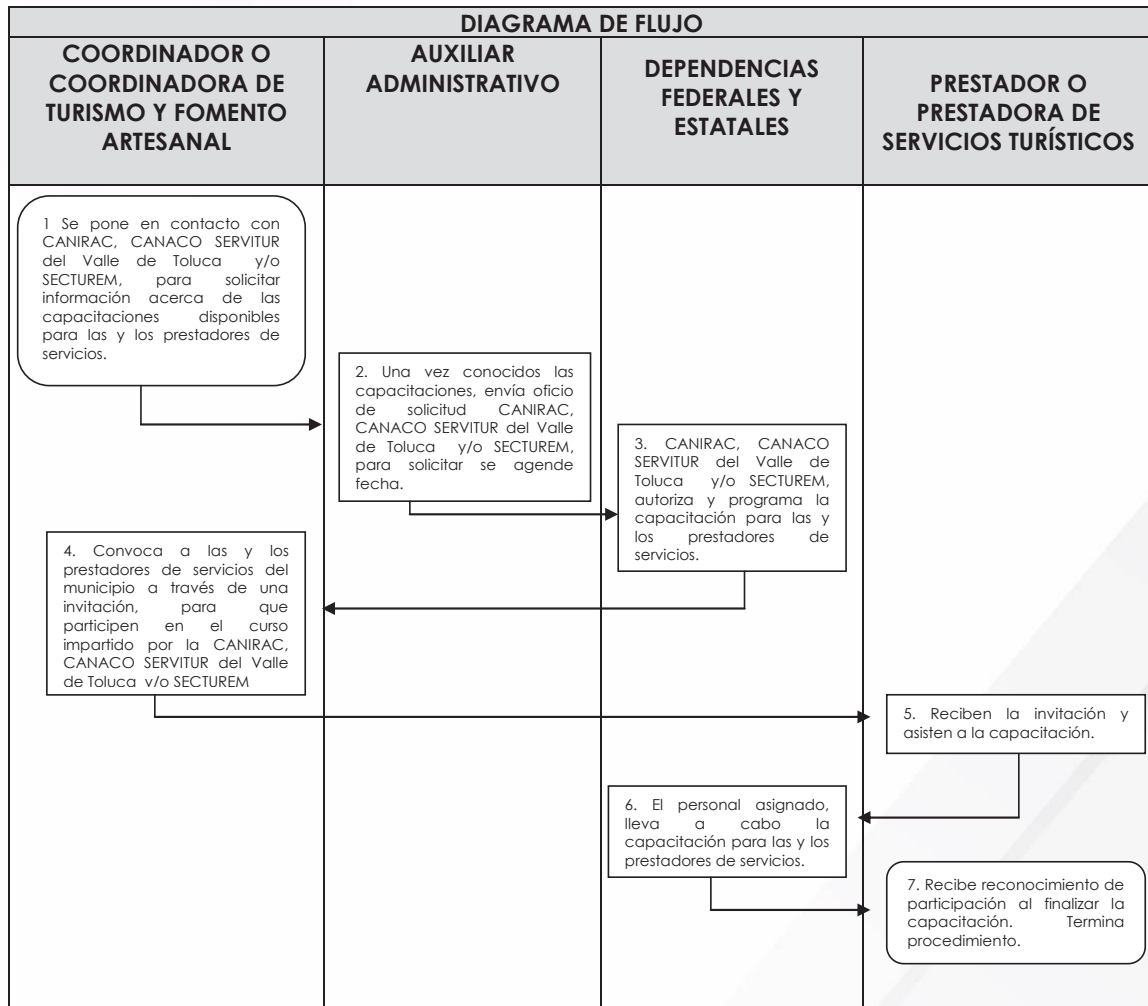 DIAGRAMA DE FLUJO
COORDINADOR O
COORDINADORA DE
TURISMO Y FOMENTO
ARTESANAL
AUXILIAR
ADMINISTRATIVO
DEPENDENCIAS
FEDERALES Y
ESTATALES
PRESTADOR O
PRESTADORA DE
SERVICIOS TURÍSTICOS
1 Se pone en contacto con
CANIRAC, CANACO SERVITUR
del Valle de Toluca y/o
SECTUREM, para solicitar
información acerca de las
capacitaciones disponibles
para las y los prestadores de
servicios.
2. Una vez conocidos las
capacitaciones, envía oficio
de solicitud CANIRAC,
CANACO SERVITUR del Valle
de Toluca y/o SECTUREM,
para solicitar se agende
fecha.
3. CANIRAC, CANACO
SERVITUR del Valle de
Toluca y/o SECTUREM,
autoriza y programa la
capacitación para las y
los prestadores de
servicios.
4. Convoca a las y los
prestadores de servicios del
municipio a través de una
invitación, para que
participen en el curso
impartido por la CANIRAC,
CANACO SERVITUR del Valle
de Toluca y/o SECTUREM
5. Reciben la invitación y
asisten a la capacitación.
6. El personal asignado,
lleva a cabo la
capacitación para las y los
prestadores de servicios.
7. Recibe reconocimiento de
participación al finalizar la
capacitación. Termina
procedimiento.